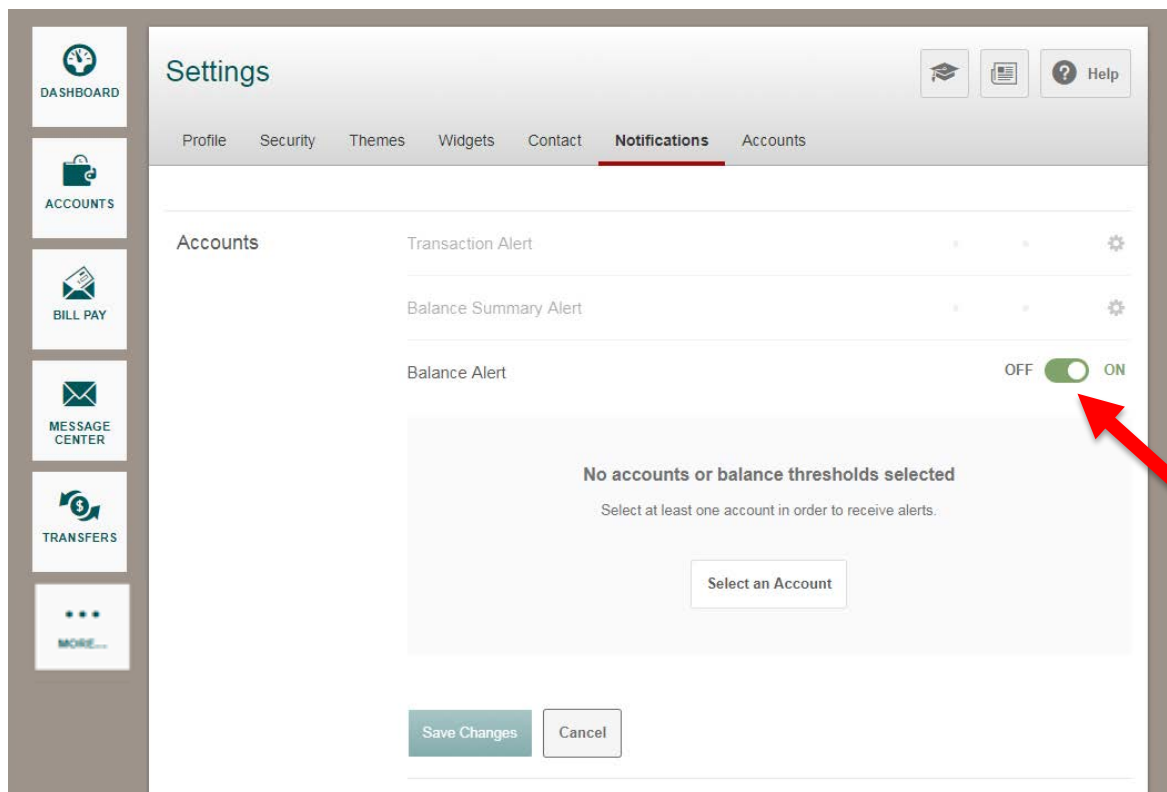 DASHBOARD
ACCOUNTS
BILL PAY
MESSAGE
CENTER
TRANSFERS
MORE...
Settings
Help
Profile Security Themes Widgets Contact Notifications Accounts
Accounts
Transaction Alert
Balance Summary Alert
Balance Alert OFF ON
No accounts or balance thresholds selected
Select at least one account in order to receive alerts.
Select an Account
Save Changes Cancel